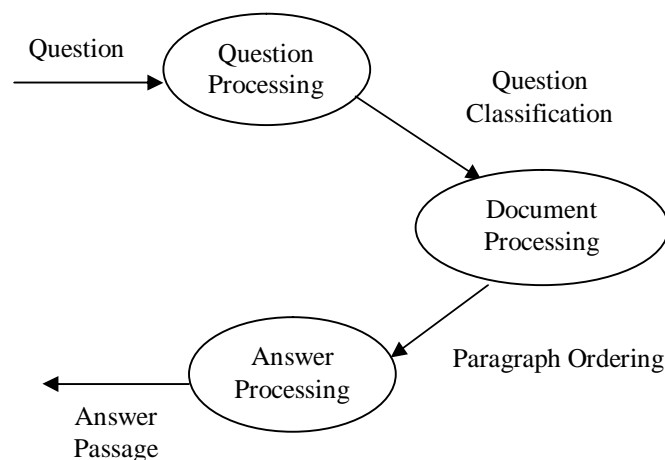 Question
Question
Processing
Question
Classification
Document
Processing
Paragraph Ordering
Answer
Processing
Answer
Passage